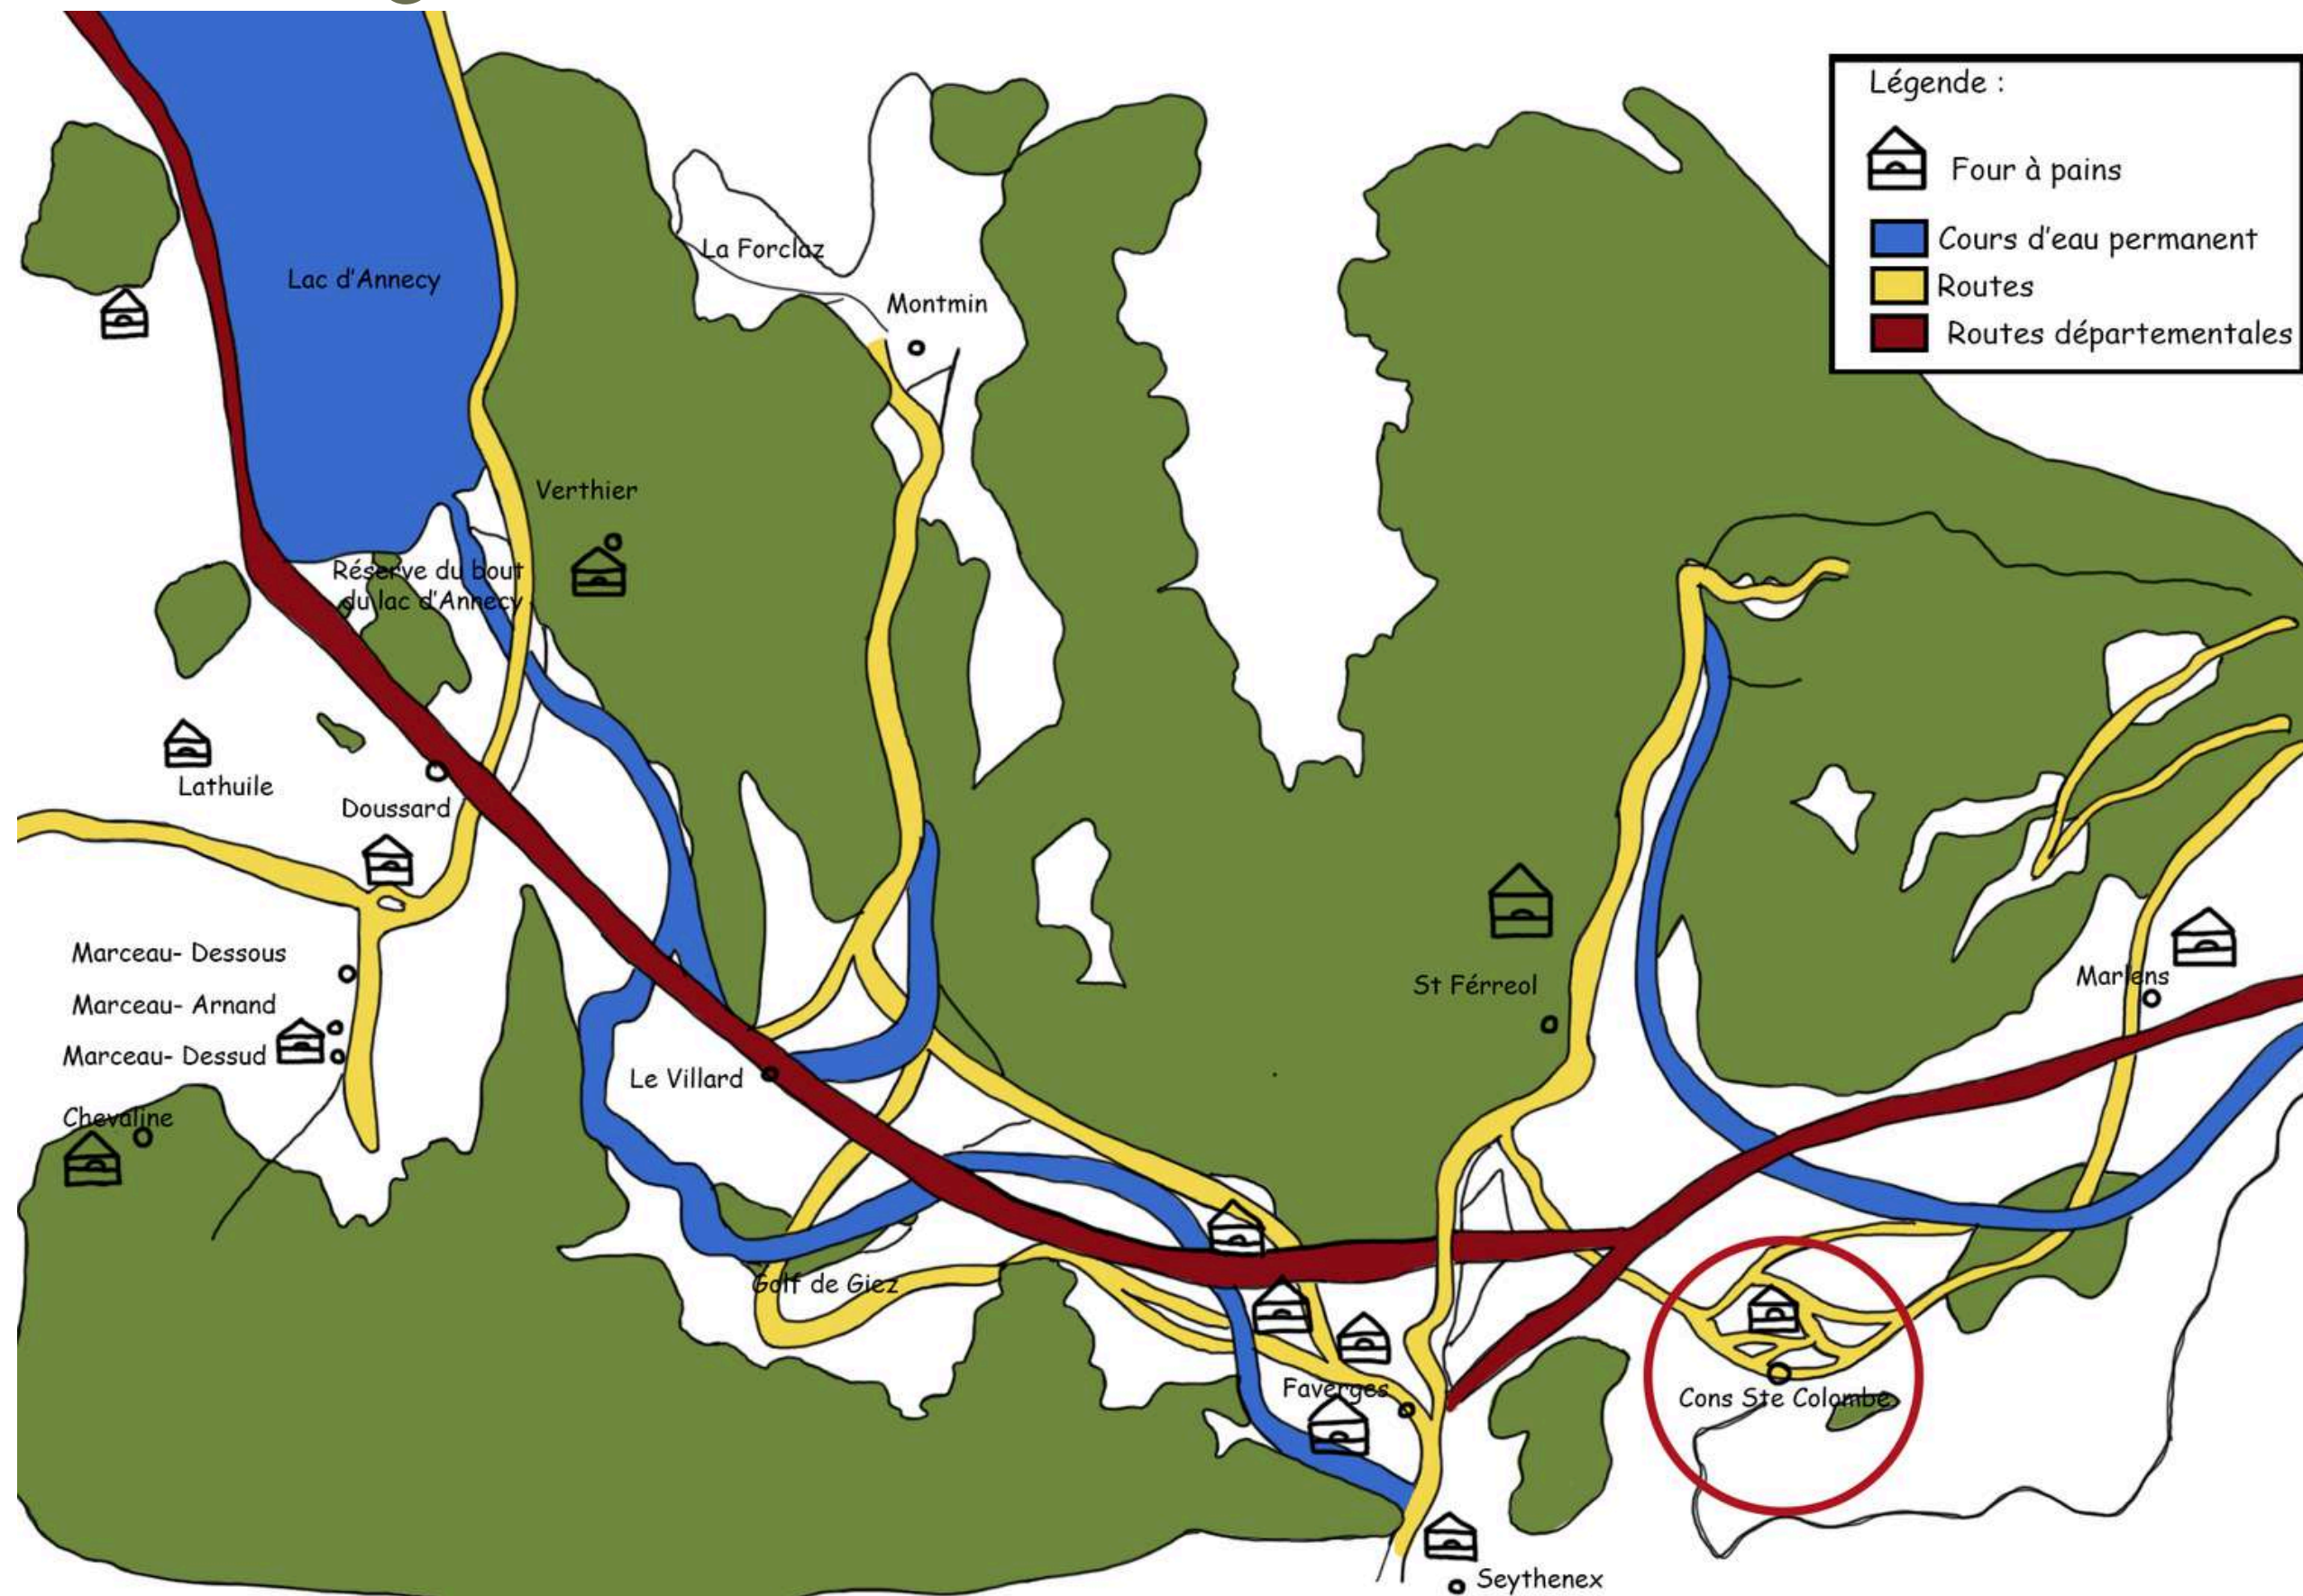 Légende :
Four à pains
Cours d'eau permanent
Routes
Routes départementales
La Forclaz
Lac d'Annecy
Montmin
Verthier
Réserve du bout
du lac d'Annecy
Lathuile
Doussard
Marceau- Dessous
Marceau- Arnand
Marceau- Dessud
Chevaline
Le Villard
St Férreol
Marlens
Golf de Giez
Faverges
Cons Ste Colombe
Seythenex